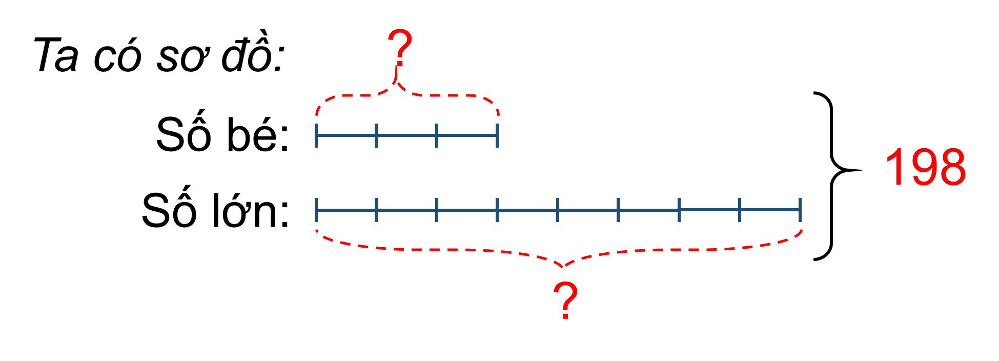 Ta có sơ đồ:
?
Số bé:
198
Số lớn:
?